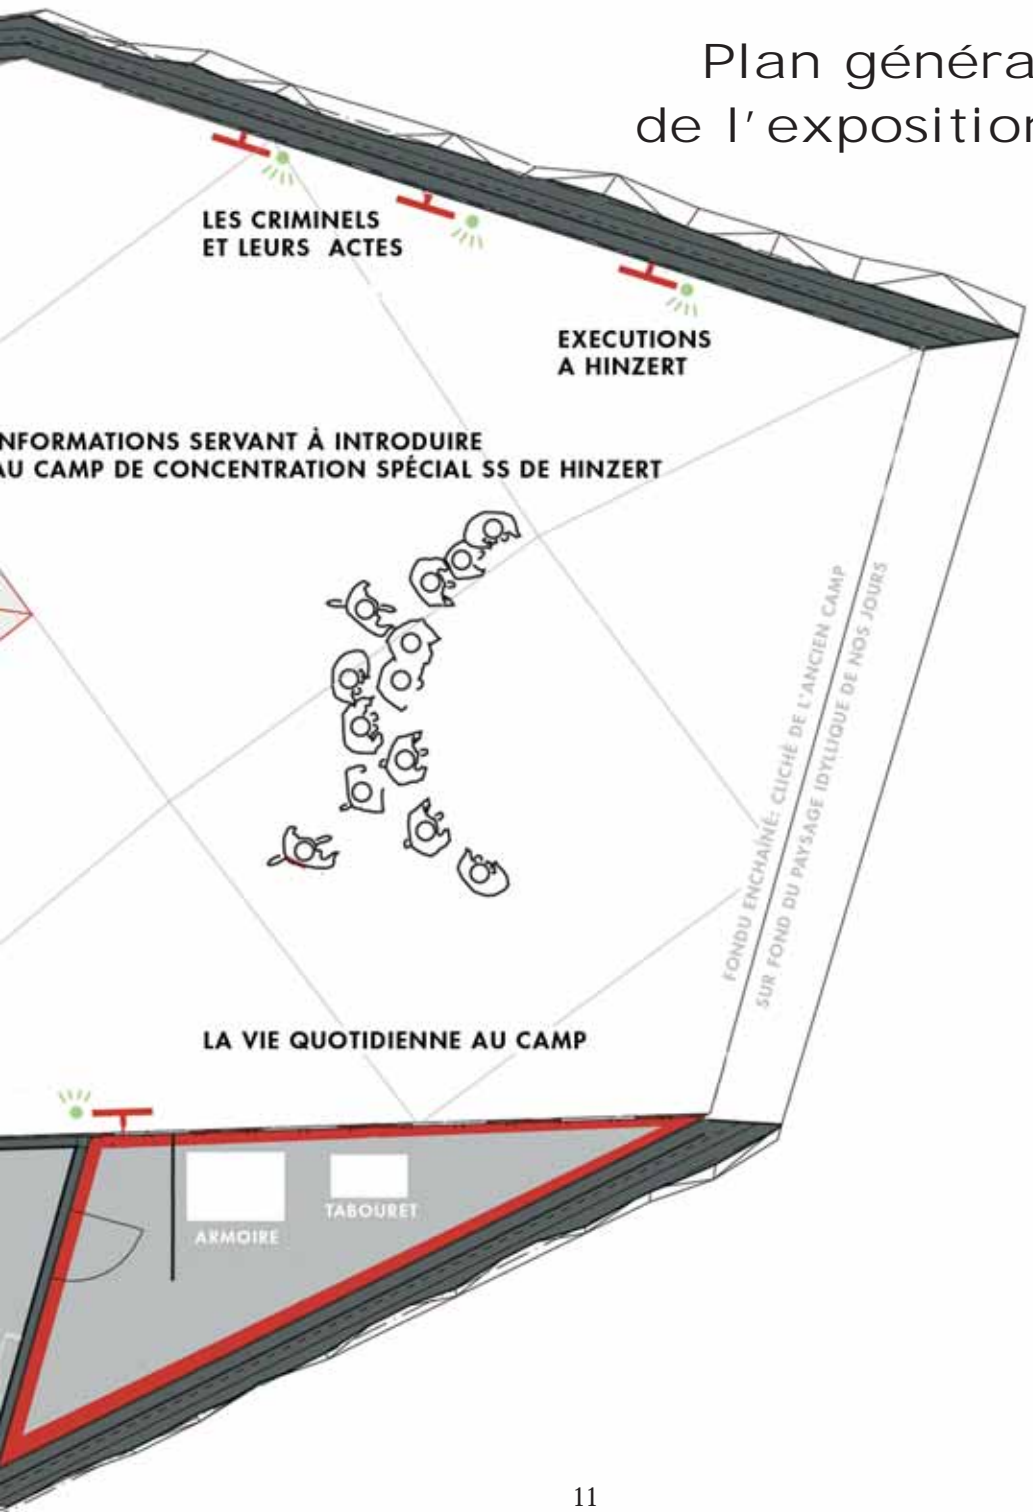 Plan généra
de l'exposition
LES CRIMINELS
ET LEURS ACTES
EXECUTIONS
A HINZERT
NFORMATIONS SERVANT À INTRODUIRE
AU CAMP DE CONCENTRATION SPÉCIAL SS DE HINZERT
FONDU ENCHAÎNÉ: CLICHÉ DE L'ANCIEN CAMP
SUR FOND DU PAYSAGE IDYLLIQUE DE NOS JOURS
LA VIE QUOTIDIENNE AU CAMP
ARMOIRE
TABOURET
11